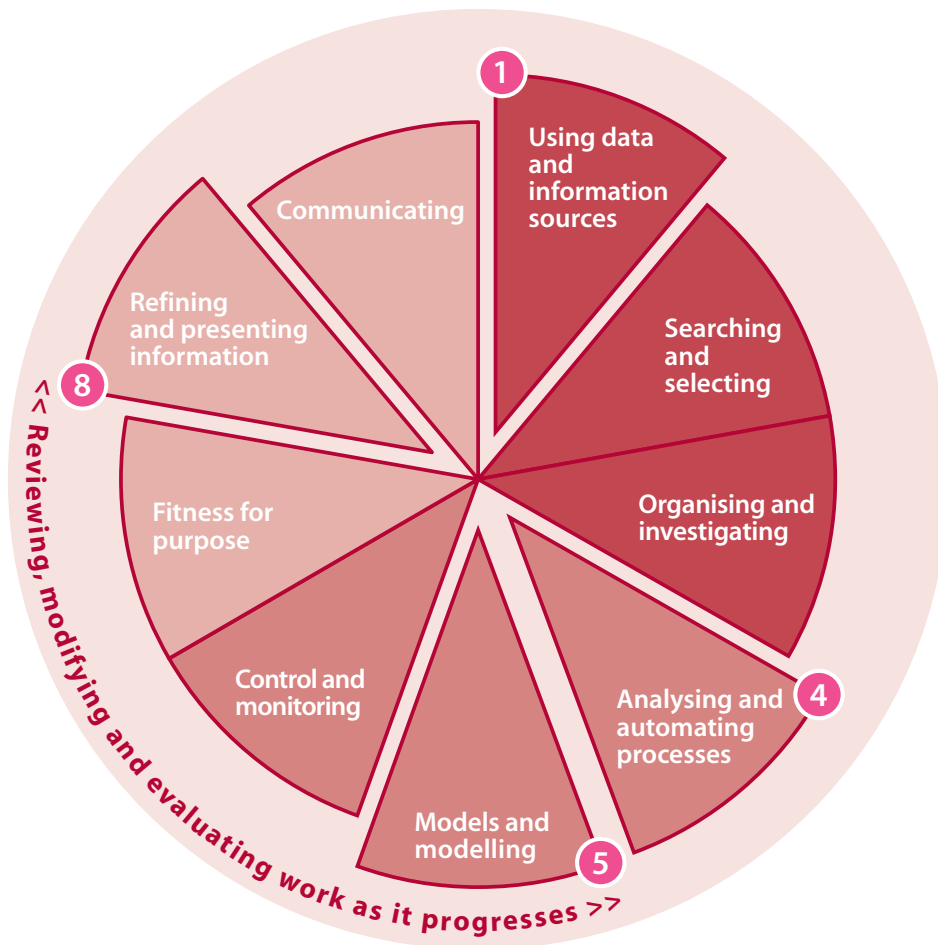 1
Using data
and
information
sources
Searching
and
selecting
Organising and
investigating
4
Analysing and
automating
processes
5
Models and
modelling
Control and
monitoring
Fitness for
purpose
8
Refining
and presenting
information
Communicating
<< Reviewing, modifying and evaluating work as it progresses >>